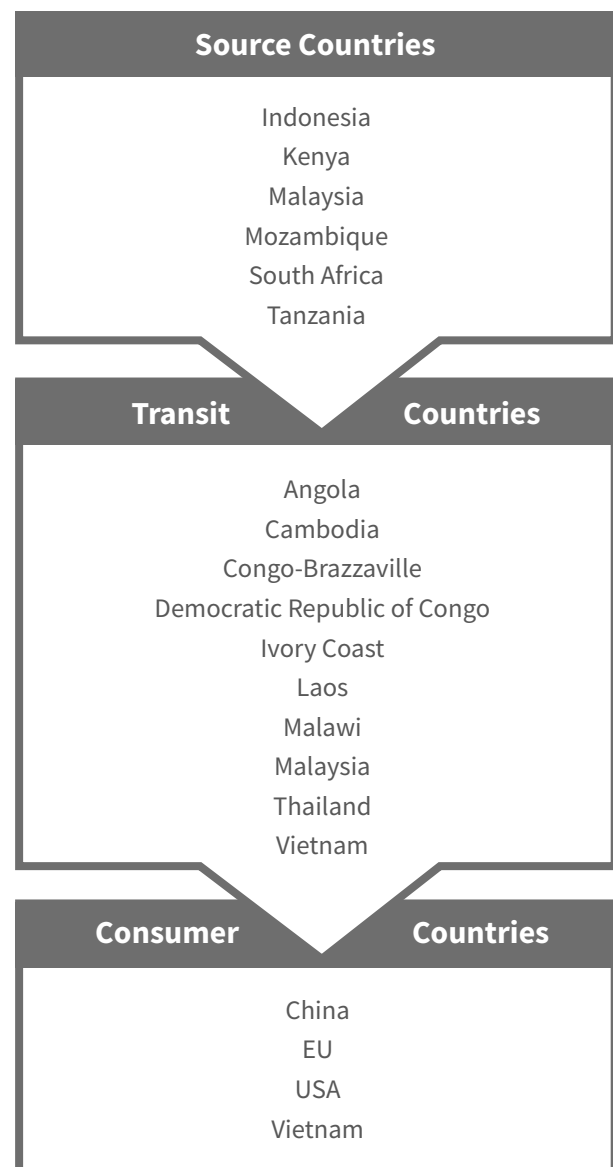 Source Countries
Indonesia
Kenya
Malaysia
Mozambique
South Africa
Tanzania
Transit Countries
Angola
Cambodia
Congo-Brazzaville
Democratic Republic of Congo
Ivory Coast
Laos
Malawi
Malaysia
Thailand
Vietnam
Consumer Countries
China
EU
USA
Vietnam